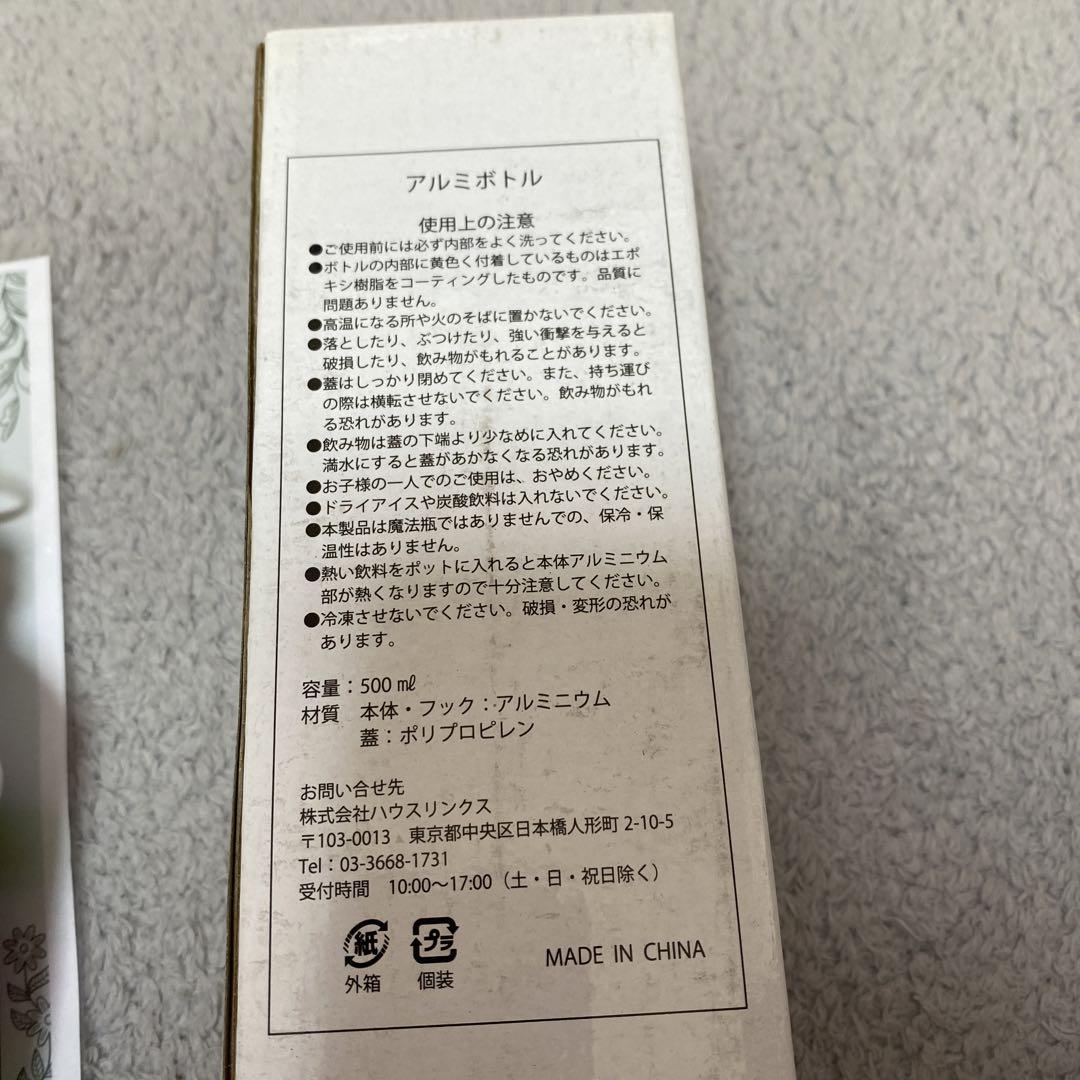 アルミボトル
使用上の注意
●ご使用前には必ず内部をよく洗ってください。
●ボトルの内部に黄色く付着しているものはエポ
キシ樹脂をコーティングしたものです。品質に
問題ありません。
●高温になる所や火のそばに置かないでください。
●落としたり、ぶつけたり、強い衝撃を与えると
破損したり、飲み物がもれることがあります。
●蓋はしっかり閉めてください。また、持ち運び
の際は横転させないでください。飲み物がもれ
る恐れがあります。
●飲み物は蓋の下端より少なめに入れてください。
満水にすると蓋があかなくなる恐れがあります。
●お子様の一人でのご使用は、おやめください。
●ドライアイスや炭酸飲料は入れないでください。
●本製品は魔法瓶ではありませんでの、保冷・保
温性はありません。
●熱い飲料をポットに入れると本体アルミニウム
部が熱くなりますので十分注意してください。
●冷凍させないでください。破損・変形の恐れが
あります。
容量：500 ㎖
材質　本体・フック：アルミニウム
蓋：ポリプロピレン
お問い合せ先
株式会社ハウスリンクス
〒103-0013　東京都中央区日本橋人形町 2-10-5
Tel：03-3668-1731
受付時間　10:00～17:00（土・日・祝日除く）
紙 プラ
外箱 個装
MADE IN CHINA